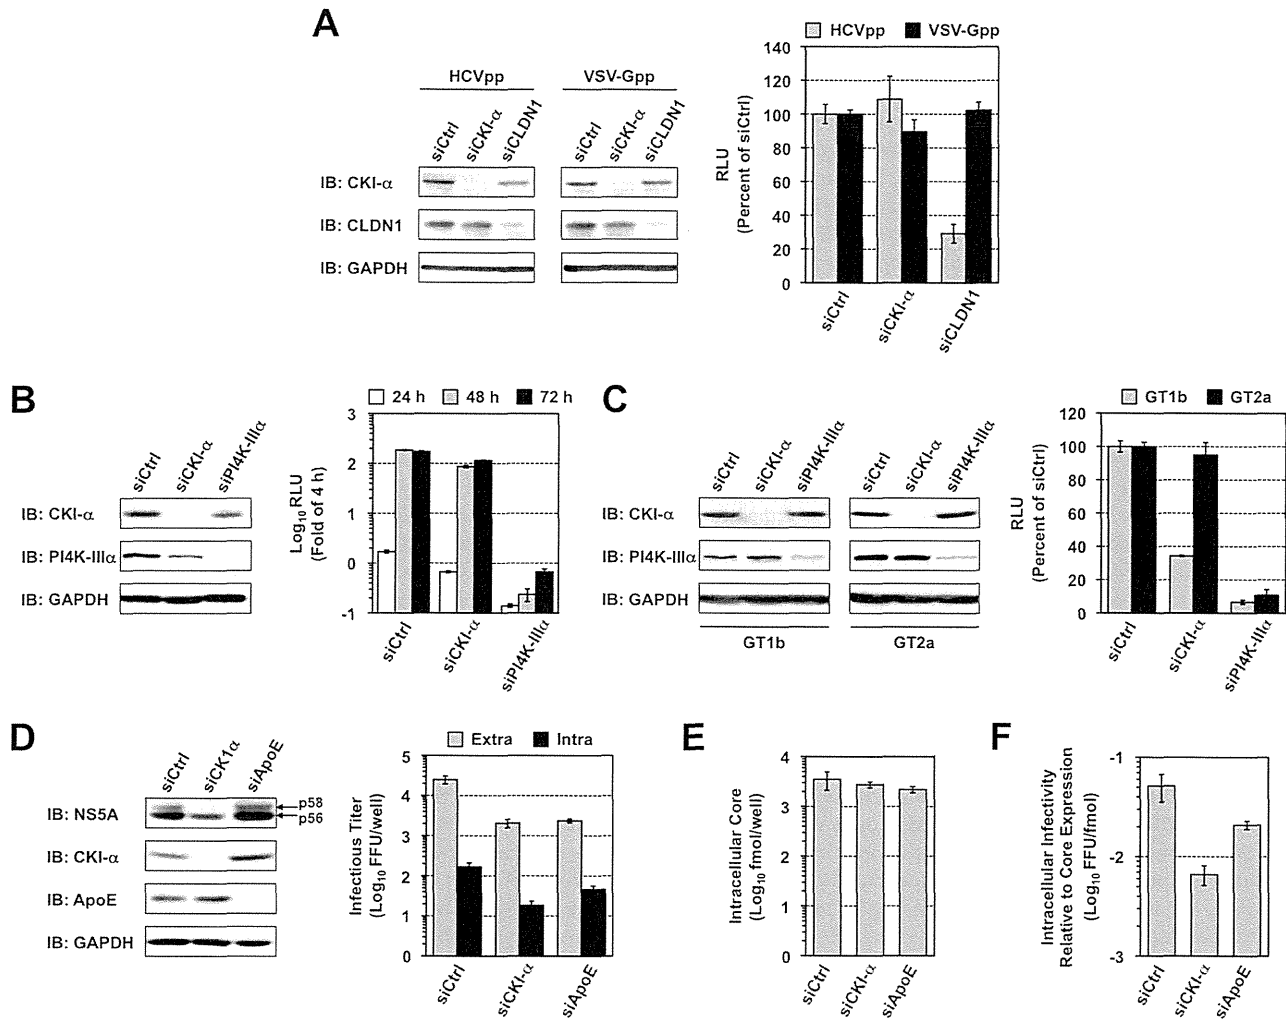 A
HCVpp
VSV-Gpp
siCtrl
siCKI-α
siCLDN1
siCtrl
siCKI-α
siCLDN1
IB: CKI-α
IB: CLDN1
IB: GAPDH
HCVpp VSV-Gpp
RLU
(Percent of siCtrl)
140
120
100
80
60
40
20
0
siCtrl
siCKI-α
siCLDN1
B
siCtrl
siCKI-α
siPI4K-IIIα
IB: CKI-α
IB: PI4K-IIIα
IB: GAPDH
24 h 48 h 72 h
Log10 RLU
(Fold of 4 h)
3
2
1
0
-1
siCtrl
siCKI-α
siPI4K-IIIα
C
siCtrl
siCKI-α
siPI4K-IIIα
siCtrl
siCKI-α
siPI4K-IIIα
IB: CKI-α
IB: PI4K-IIIα
IB: GAPDH
GT1b
GT2a
GT1b GT2a
RLU
(Percent of siCtrl)
120
100
80
60
40
20
0
siCtrl
siCKI-α
siPI4K-IIIα
D
siCtrl
siCK1α
siApoE
IB: NS5A
p58
p56
IB: CKI-α
IB: ApoE
IB: GAPDH
Extra Intra
Infectious Titer
(Log10 FFU/well)
5
4
3
2
1
0
siCtrl
siCKI-α
siApoE
E
Intracellular Core
(Log10 fmol/well)
4
3
2
1
0
siCtrl
siCKI-α
siApoE
F
Intracellular Infectivity
Relative to Core Expression
(Log10 FFU/fmol)
-1
-2
-3
siCtrl
siCKI-α
siApoE